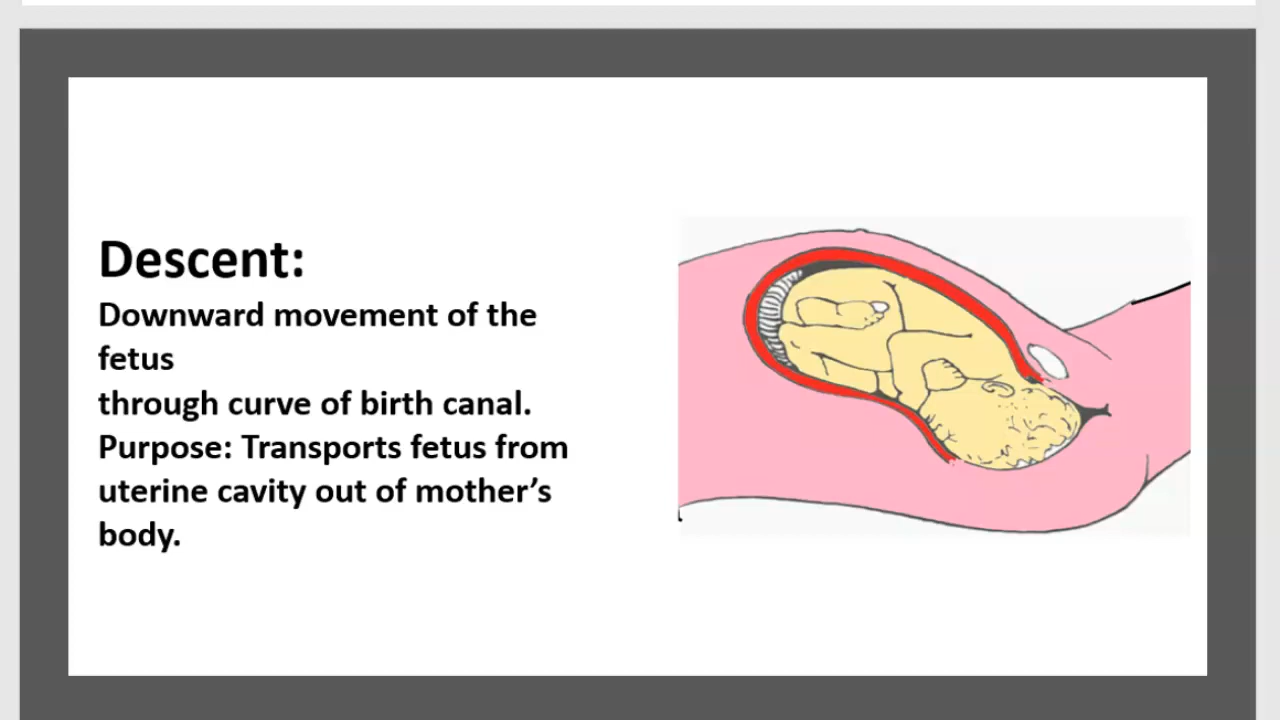 Descent:
Downward movement of the
fetus
through curve of birth canal.
Purpose: Transports fetus from
uterine cavity out of mother’s
body.